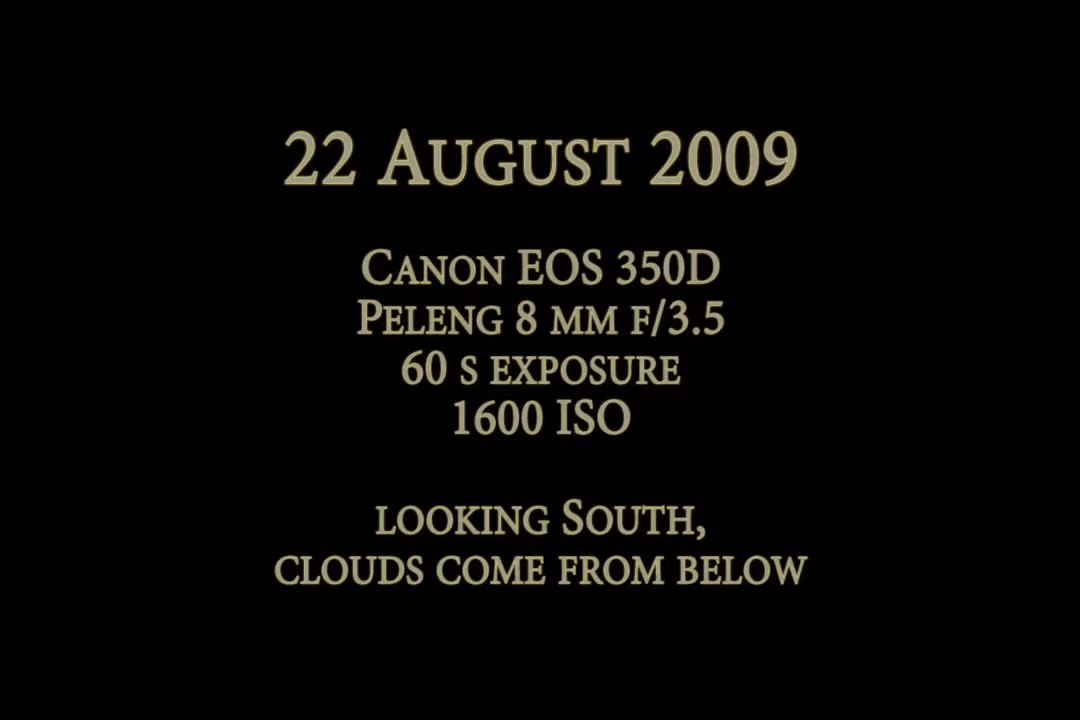 22 August 2009
Canon EOS 350D
Peleng 8 mm f/3.5
60 s exposure
1600 ISO
looking South,
clouds come from below